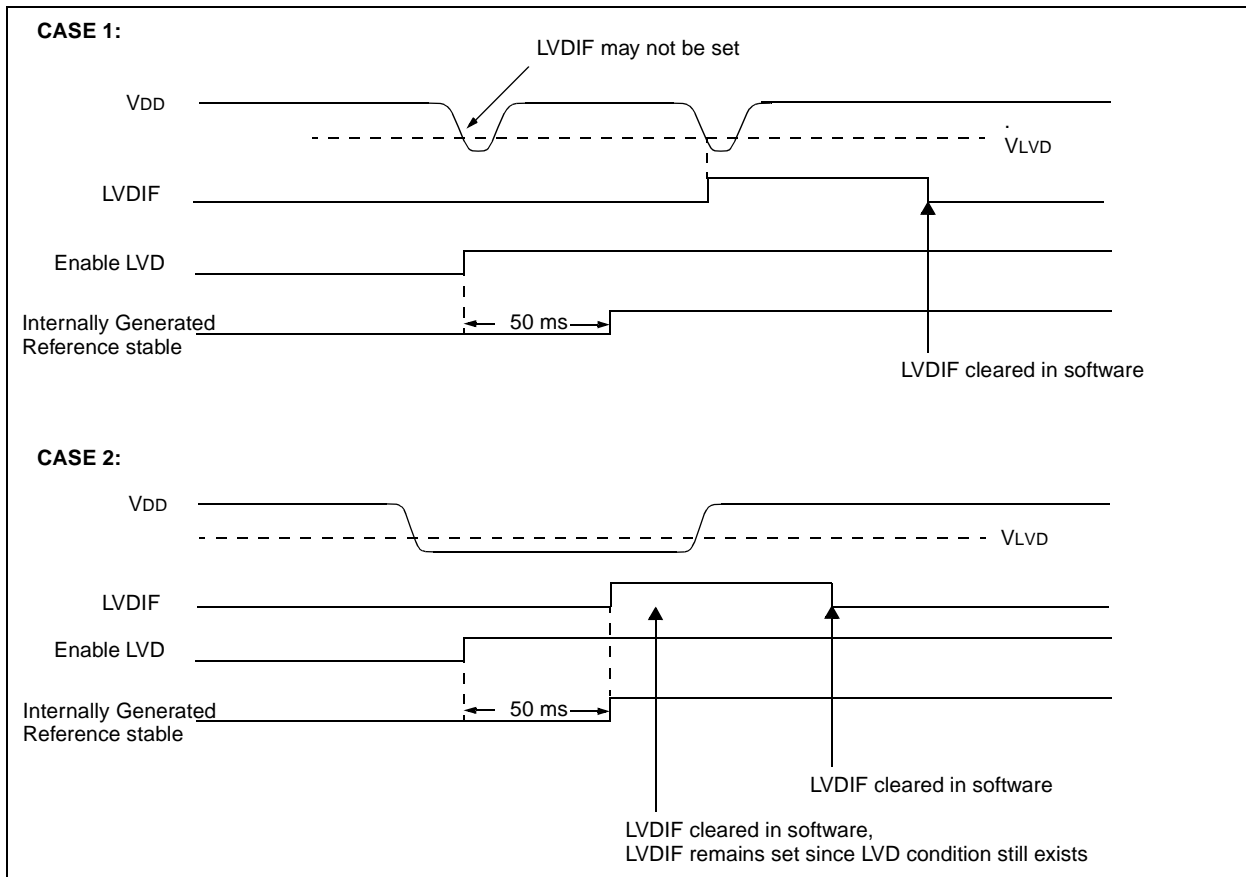 CASE 1:
LVDIF may not be set
VDD
VLVD
LVDIF
Enable LVD
50 ms
Internally Generated
Reference stable
LVDIF cleared in software
CASE 2:
VDD
VLVD
LVDIF
Enable LVD
50 ms
Internally Generated
Reference stable
LVDIF cleared in software
LVDIF cleared in software,
LVDIF remains set since LVD condition still exists